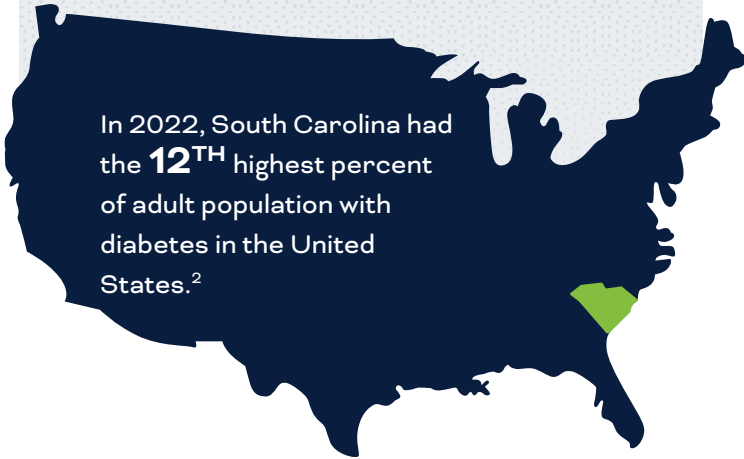 In 2022, South Carolina had
the 12TH highest percent
of adult population with
diabetes in the United
States.2